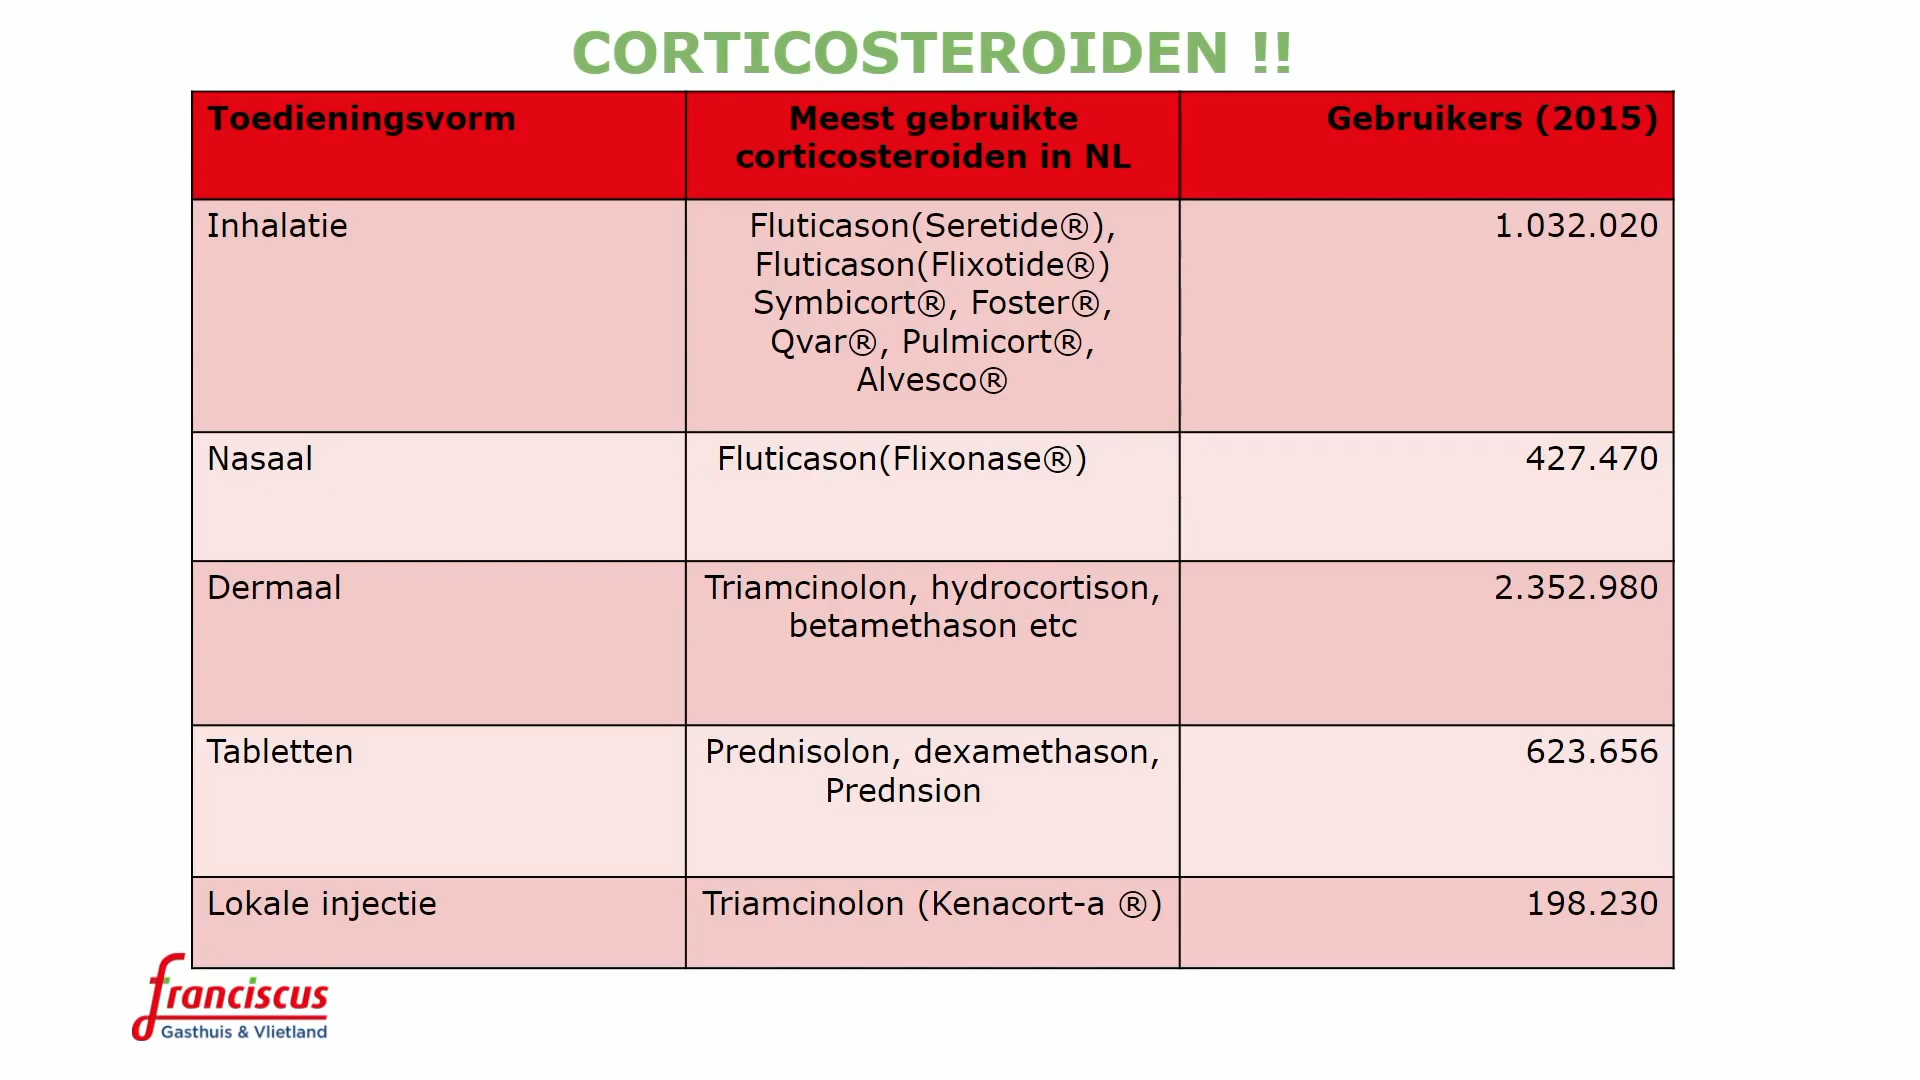 CORTICOSTEROIDEN !!
Toedieningsvorm
Meest gebruikte
corticosteroiden in NL
Gebruikers (2015)
Inhalatie
Fluticason(Seretide®),
Fluticason(Flixotide®)
Symbicort®, Foster®,
Qvar®, Pulmicort®,
Alvesco®
1.032.020
Nasaal
Fluticason(Flixonase®)
427.470
Dermaal
Triamcinolon, hydrocortison,
betamethason etc
2.352.980
Tabletten
Prednisolon, dexamethason,
Prednsion
623.656
Lokale injectie
Triamcinolon (Kenacort-a ®)
198.230
franciscus
Gasthuis & Vlietland